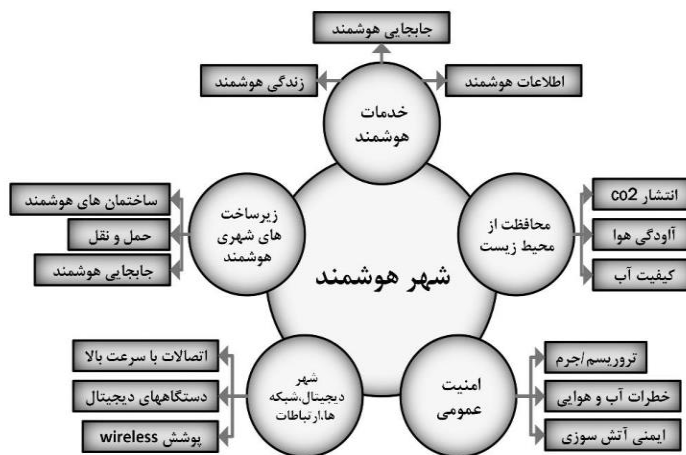 جابجایی هوشمند
زندگی هوشمند
اطلاعات هوشمند
خدمات
هوشمند
ساختمان های هوشمند
حمل و نقل
جابجایی هوشمند
زیرساخت
های شهری
هوشمند
محافظت از
محیط زیست
انتشار co2
آاودگی هوا
کیفیت آب
شهر هوشمند
اتصالات با سرعت بالا
دستگاههای دیجیتال
پوشش wireless
شهر
دیجیتال،شبکه
ها،ارتباطات
امنیت
عمومی
تروریسم/جرم
خطرات آب و هوایی
ایمنی آتش سوزی